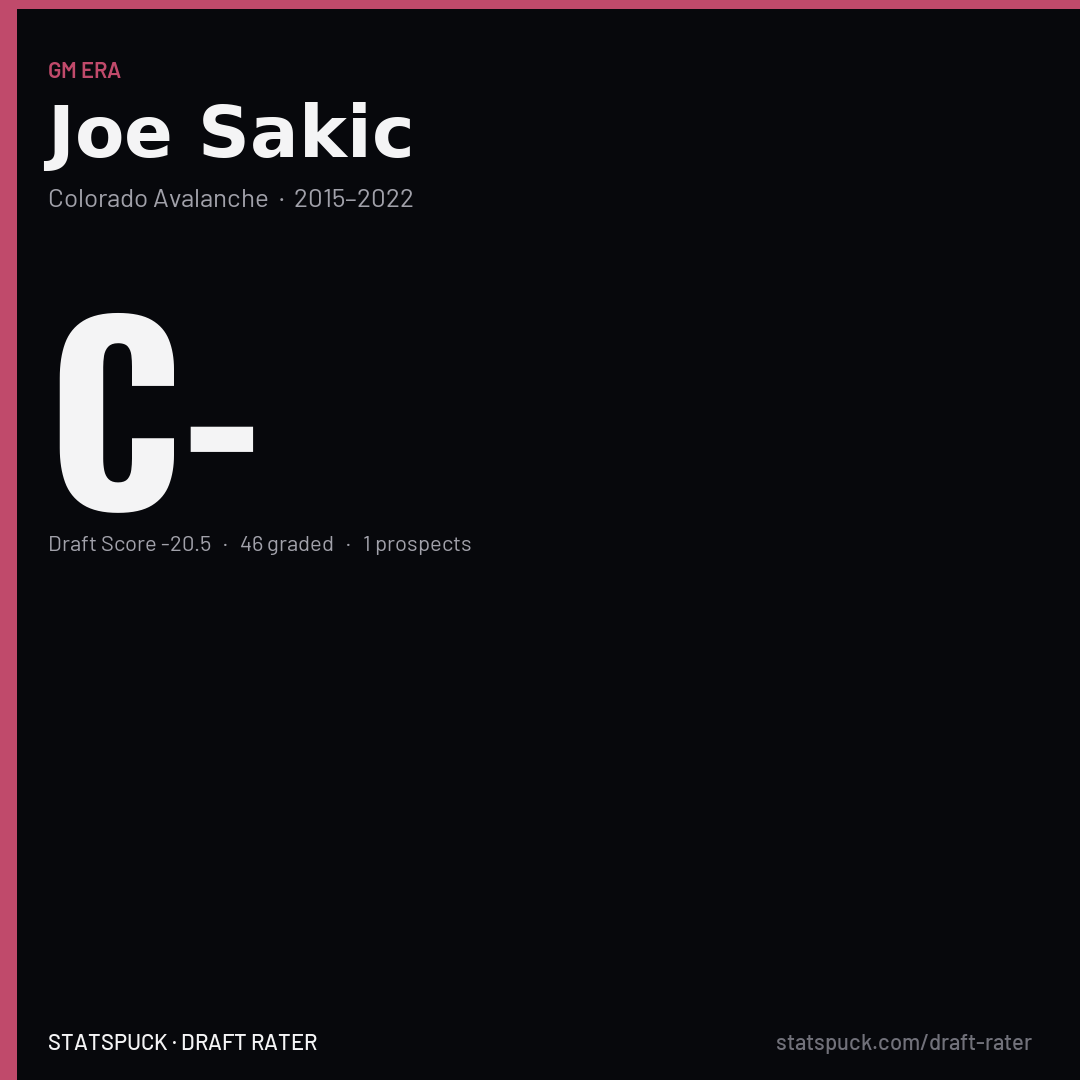 GM ERA
Joe Sakic
Colorado Avalanche · 2015–2022
C-
Draft Score -20.5 · 46 graded · 1 prospects
STATSPUCK · DRAFT RATER
statspuck.com/draft-rater